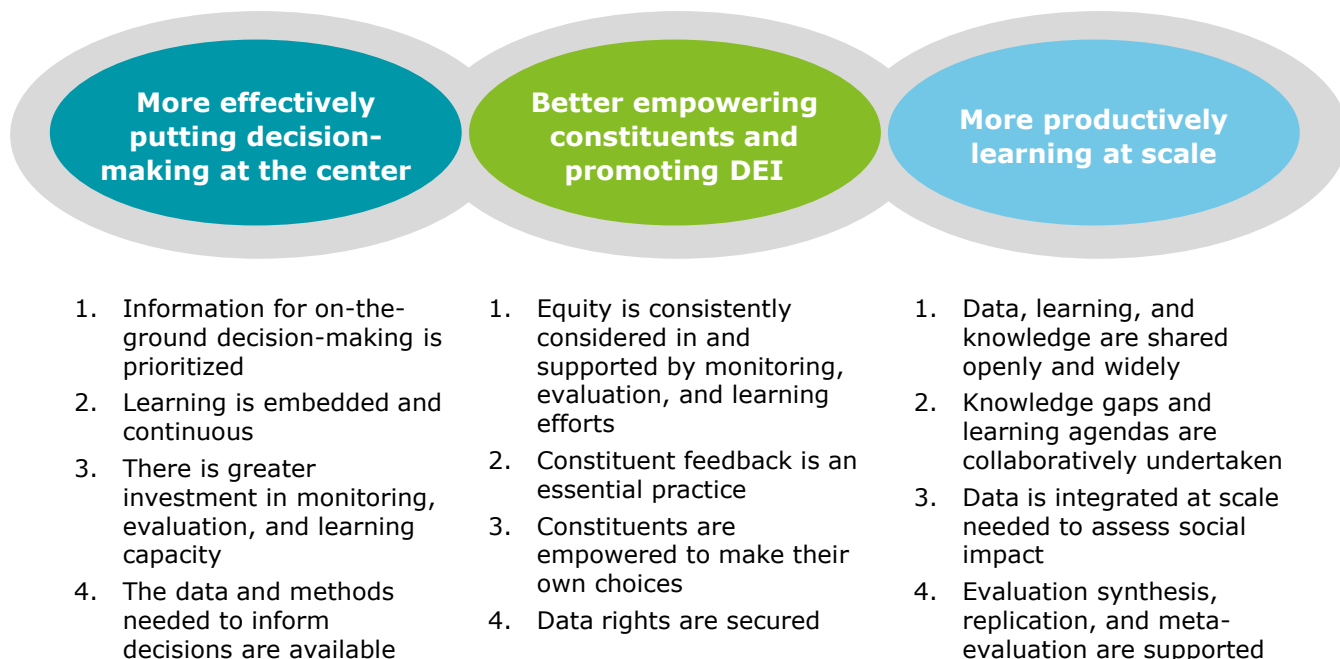 More effectively
putting decision-
making at the center
Better empowering
constituents and
promoting DEI
More productively
learning at scale
1. Information for on-the-
ground decision-making is
prioritized
2. Learning is embedded and
continuous
3. There is greater
investment in monitoring,
evaluation, and learning
capacity
4. The data and methods
needed to inform
decisions are available
1. Equity is consistently
considered in and
supported by monitoring,
evaluation, and learning
efforts
2. Constituent feedback is an
essential practice
3. Constituents are
empowered to make their
own choices
4. Data rights are secured
1. Data, learning, and
knowledge are shared
openly and widely
2. Knowledge gaps and
learning agendas are
collaboratively undertaken
3. Data is integrated at scale
needed to assess social
impact
4. Evaluation synthesis,
replication, and meta-
evaluation are supported